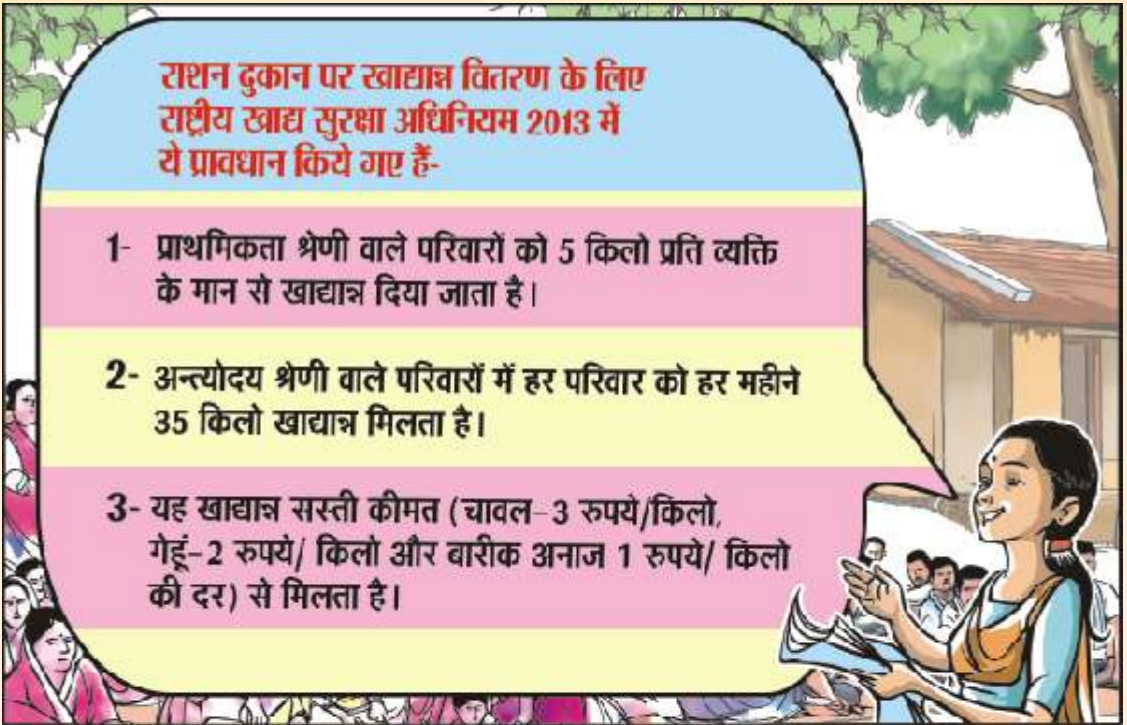 राशन दुकान पर खाद्यान्न वितरण के लिए
राष्ट्रीय खाद्य सुरक्षा अधिनियम 2013 में
ये प्रावधान किये गए हैं-
1- प्राथमिकता श्रेणी वाले परिवारों को 5 किलो प्रति व्यक्ति
के मान से खाद्यान्न दिया जाता है।
2- अन्त्योदय श्रेणी वाले परिवारों में हर परिवार को हर महीने
35 किलो खाद्यान्न मिलता है।
3- यह खाद्यान्न सस्ती कीमत (चावल-3 रुपये/किलो,
गेहूं-2 रुपये/ किलो और बारीक अनाज 1 रुपये/ किलो
की दर) से मिलता है।